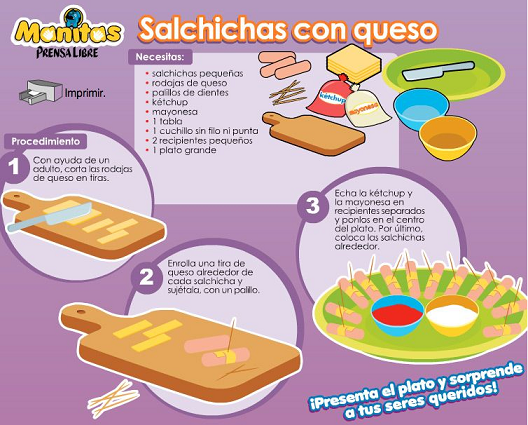 Manitas
PRENSA LIBRE
Salchichas con queso
Imprimir.
Necesitas:
• salchichas pequeñas
• rodajas de queso
• palillos de dientes
• kétchup
• mayonesa
• 1 tabla
• 1 cuchillo sin filo ni punta
• 2 recipientes pequeños
• 1 plato grande
kétchup
mayonesa
Procedimiento
1
Con ayuda de un
adulto, corta las rodajas
de queso en tiras.
2
Enrolla una tira de
queso alrededor de
cada salchicha y
sujétala, con un palillo.
3
Echa la kétchup y
la mayonesa en
recipientes separados
y ponlos en el centro
del plato. Por último,
coloca las salchichas
alrededor.
¡Presenta el plato y sorprende
a tus seres queridos!